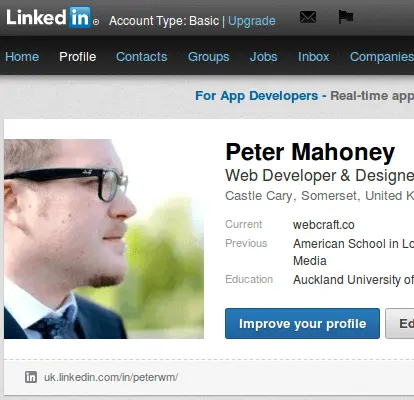 Linked in ®
Account Type: Basic | Upgrade
Home Profile Contacts Groups Jobs Inbox Companies
For App Developers - Real-time app
Peter Mahoney
Web Developer & Designe
Castle Cary, Somerset, United K
Current webcraft.co
Previous American School in Lo
Media
Education Auckland University of
Improve your profile Ed
in uk.linkedin.com/in/peterwm/